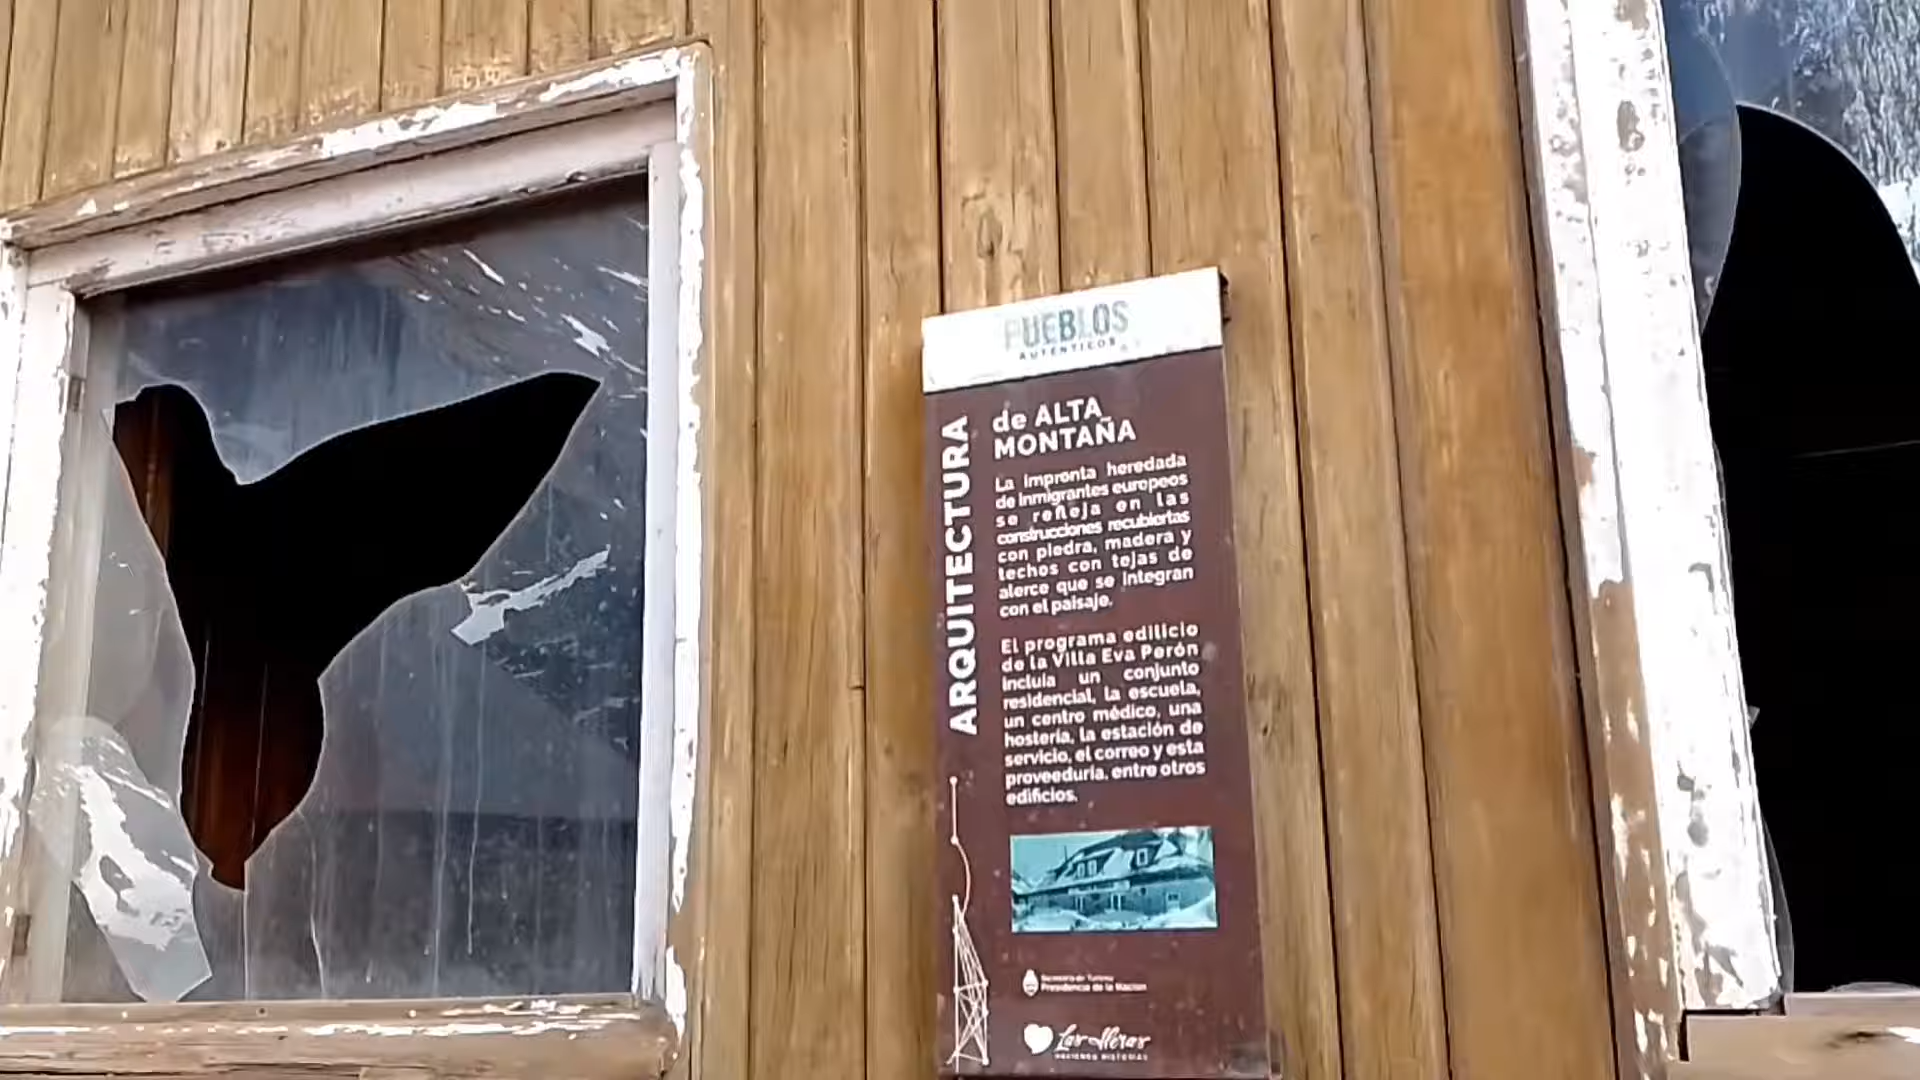 PUEBLOS
AUTÉNTICOS
ARQUITECTURA
de ALTA
MONTAÑA
La impronta heredada
de inmigrantes europeos
se refleja en las
construcciones recubiertas
con piedra, madera y
techos con tejas de
alerce que se integran
con el paisaje.
El programa edilicio
de la Villa Eva Perón
incluía un conjunto
residencial, la escuela,
un centro médico, una
hostería, la estación de
servicio, el correo y esta
proveeduría, entre otros
edificios.
Secretaría de Turismo
Presidencia de la Nación
Las Heras
HACIENDO HISTORIAS